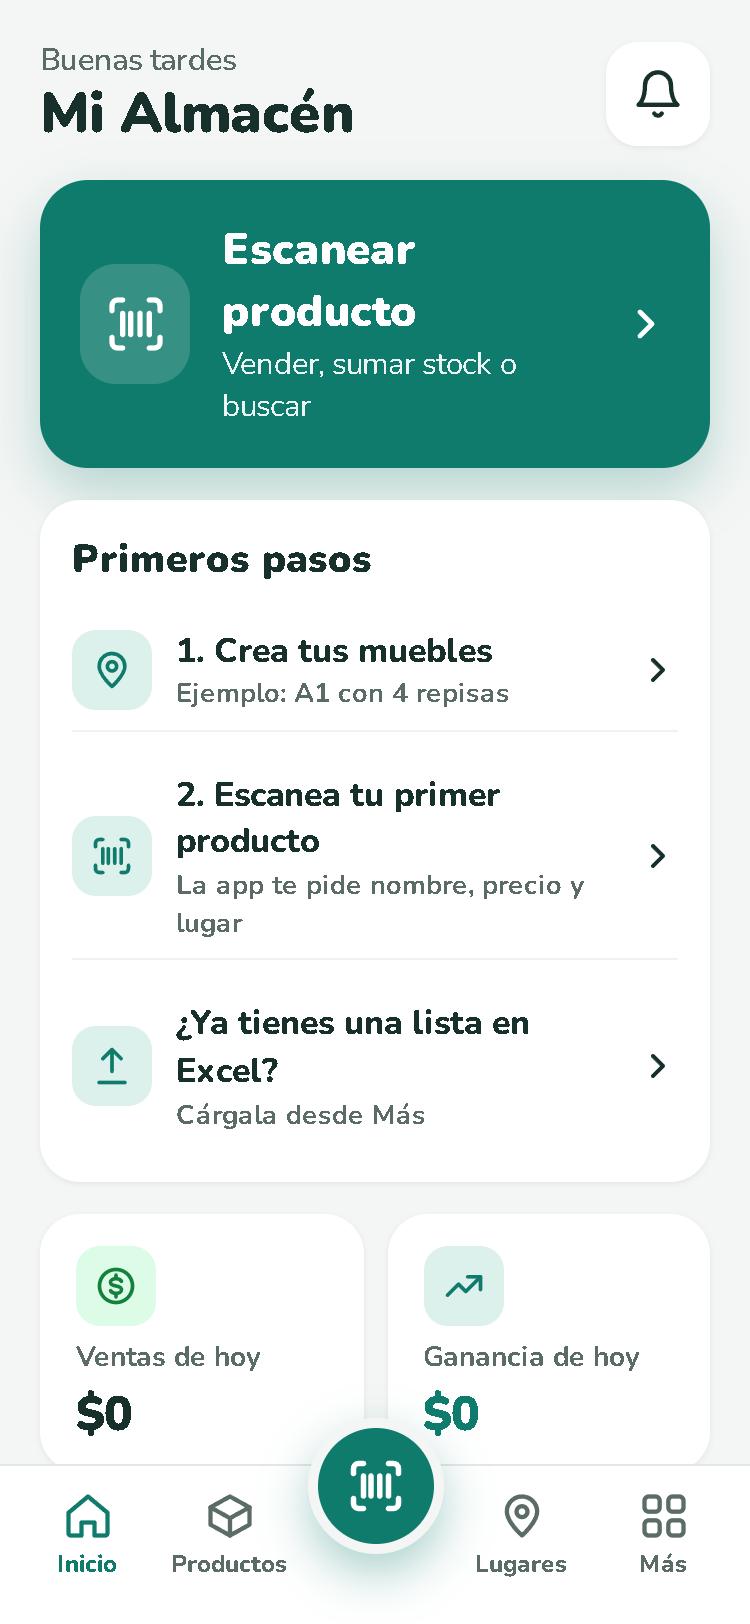 Buenas tardes
Mi Almacén
Escanear
producto
Vender, sumar stock o
buscar
Primeros pasos
1. Crea tus muebles
Ejemplo: A1 con 4 repisas
2. Escanea tu primer
producto
La app te pide nombre, precio y
lugar
¿Ya tienes una lista en
Excel?
Cárgala desde Más
Ventas de hoy
$0
Ganancia de hoy
$0
Inicio
Productos
Lugares
Más